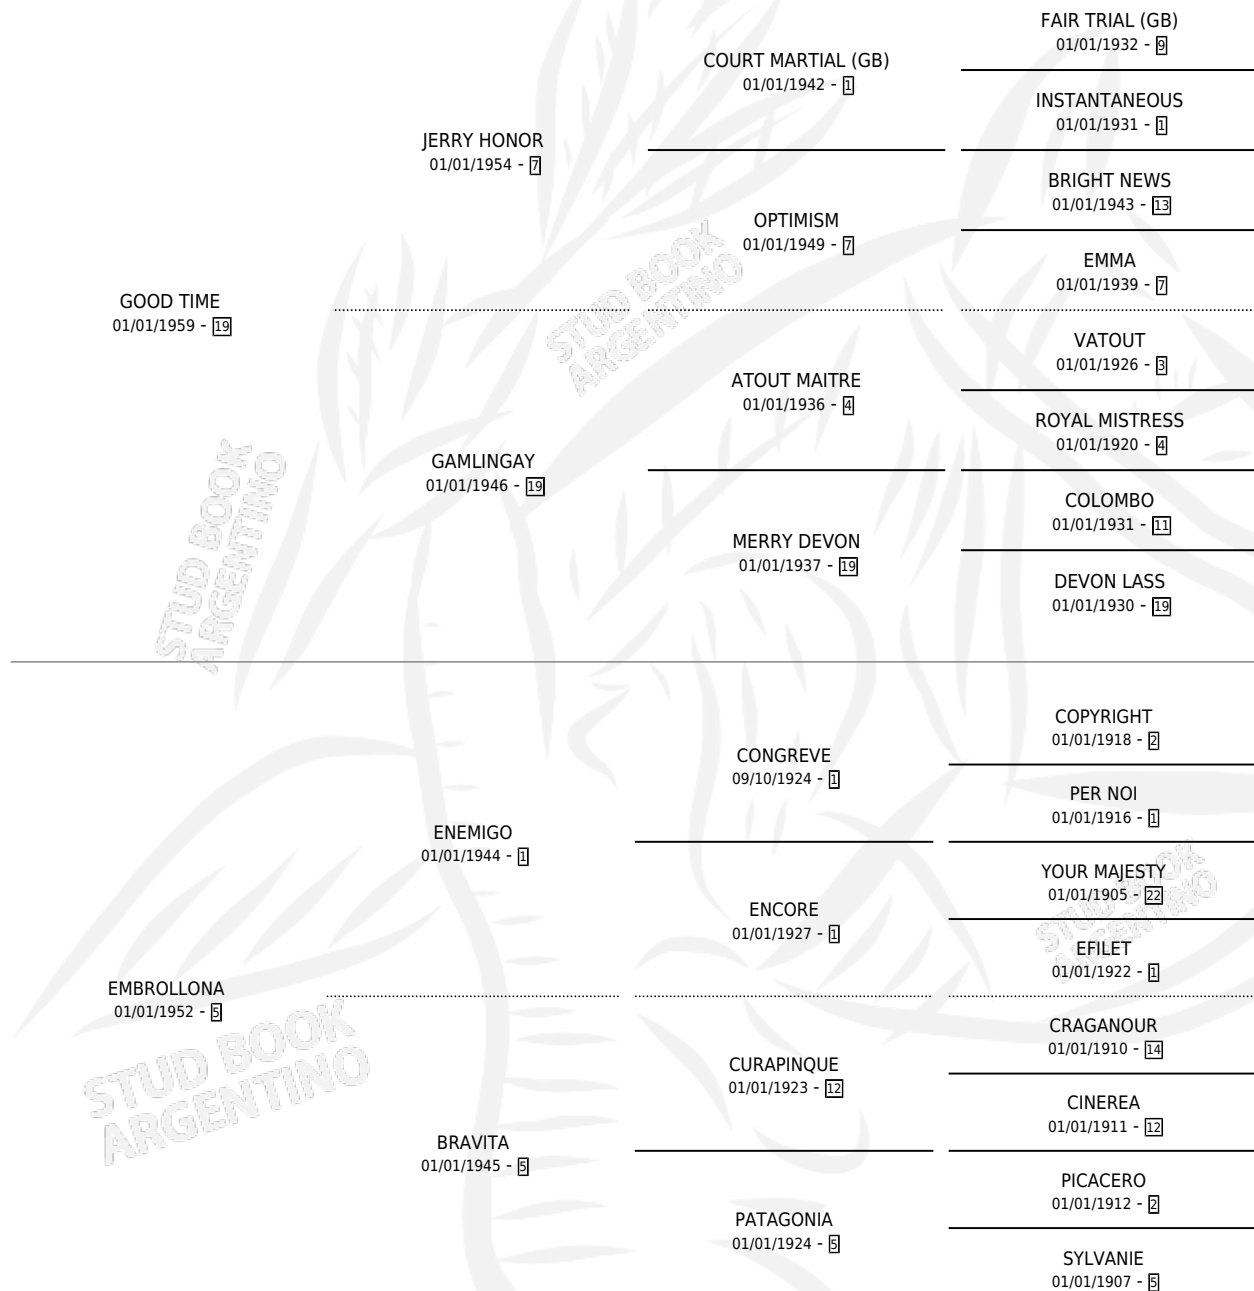 FAIR TRIAL (GB)
01/01/1932 - 9
COURT MARTIAL (GB)
01/01/1942 - 1
INSTANTANEOUS
01/01/1931 - 1
JERRY HONOR
01/01/1954 - 7
BRIGHT NEWS
01/01/1943 - 13
OPTIMISM
01/01/1949 - 7
EMMA
01/01/1939 - 7
GOOD TIME
01/01/1959 - 19
VATOUT
01/01/1926 - 3
ATOUT MAITRE
01/01/1936 - 4
ROYAL MISTRESS
01/01/1920 - 4
GAMLINGAY
01/01/1946 - 19
COLOMBO
01/01/1931 - 11
MERRY DEVON
01/01/1937 - 19
DEVON LASS
01/01/1930 - 19
COPYRIGHT
01/01/1918 - 2
CONGREVE
09/10/1924 - 1
PER NOI
01/01/1916 - 1
ENEMIGO
01/01/1944 - 1
YOUR MAJESTY
01/01/1905 - 22
ENCORE
01/01/1927 - 1
EFILET
01/01/1922 - 1
EMBROLLONA
01/01/1952 - 5
CRAGANOUR
01/01/1910 - 14
CURAPINQUE
01/01/1923 - 12
CINEREA
01/01/1911 - 12
BRAVITA
01/01/1945 - 5
PICACERO
01/01/1912 - 2
PATAGONIA
01/01/1924 - 5
SYLVANIE
01/01/1907 - 5
STUD BOOK
ARGENTINO
STUD BOOK
ARGENTINO
STUD BOOK
ARGENTINO
STUD BOOK
ARGENTINO